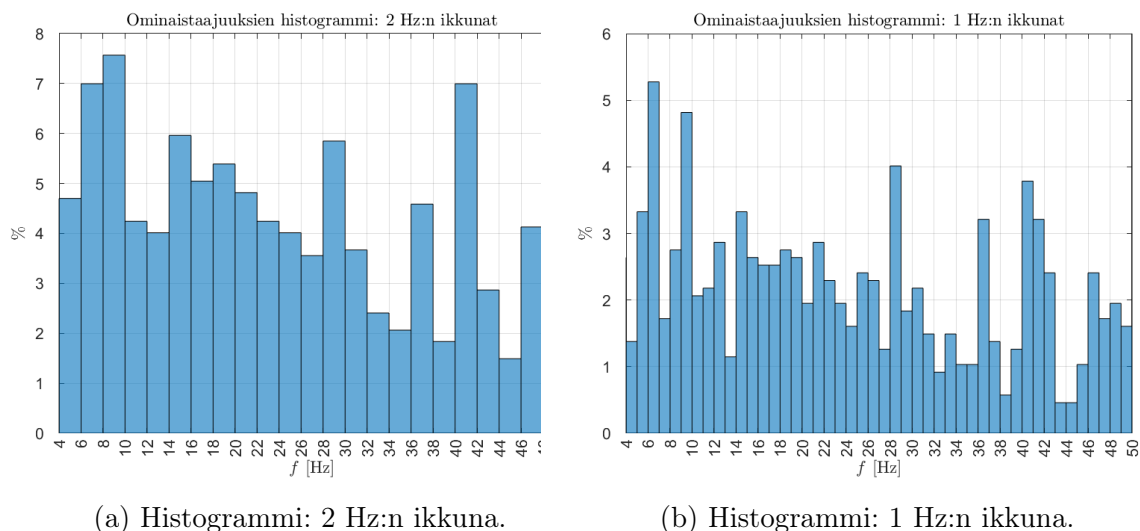 Ominaistaajuuksien histogrammi: 2 Hz:n ikkunat
8
7
6
5
4
3
2
1
0
%
4 6 8 10 12 14 16 18 20 22 24 26 28 30 32 34 36 38 40 42 44 46
f [Hz]
(a) Histogrammi: 2 Hz:n ikkuna.
Ominaistaajuuksien histogrammi: 1 Hz:n ikkunat
6
5
4
3
2
1
0
%
4 6 8 10 12 14 16 18 20 22 24 26 28 30 32 34 36 38 40 42 44 46 48 50
f [Hz]
(b) Histogrammi: 1 Hz:n ikkuna.